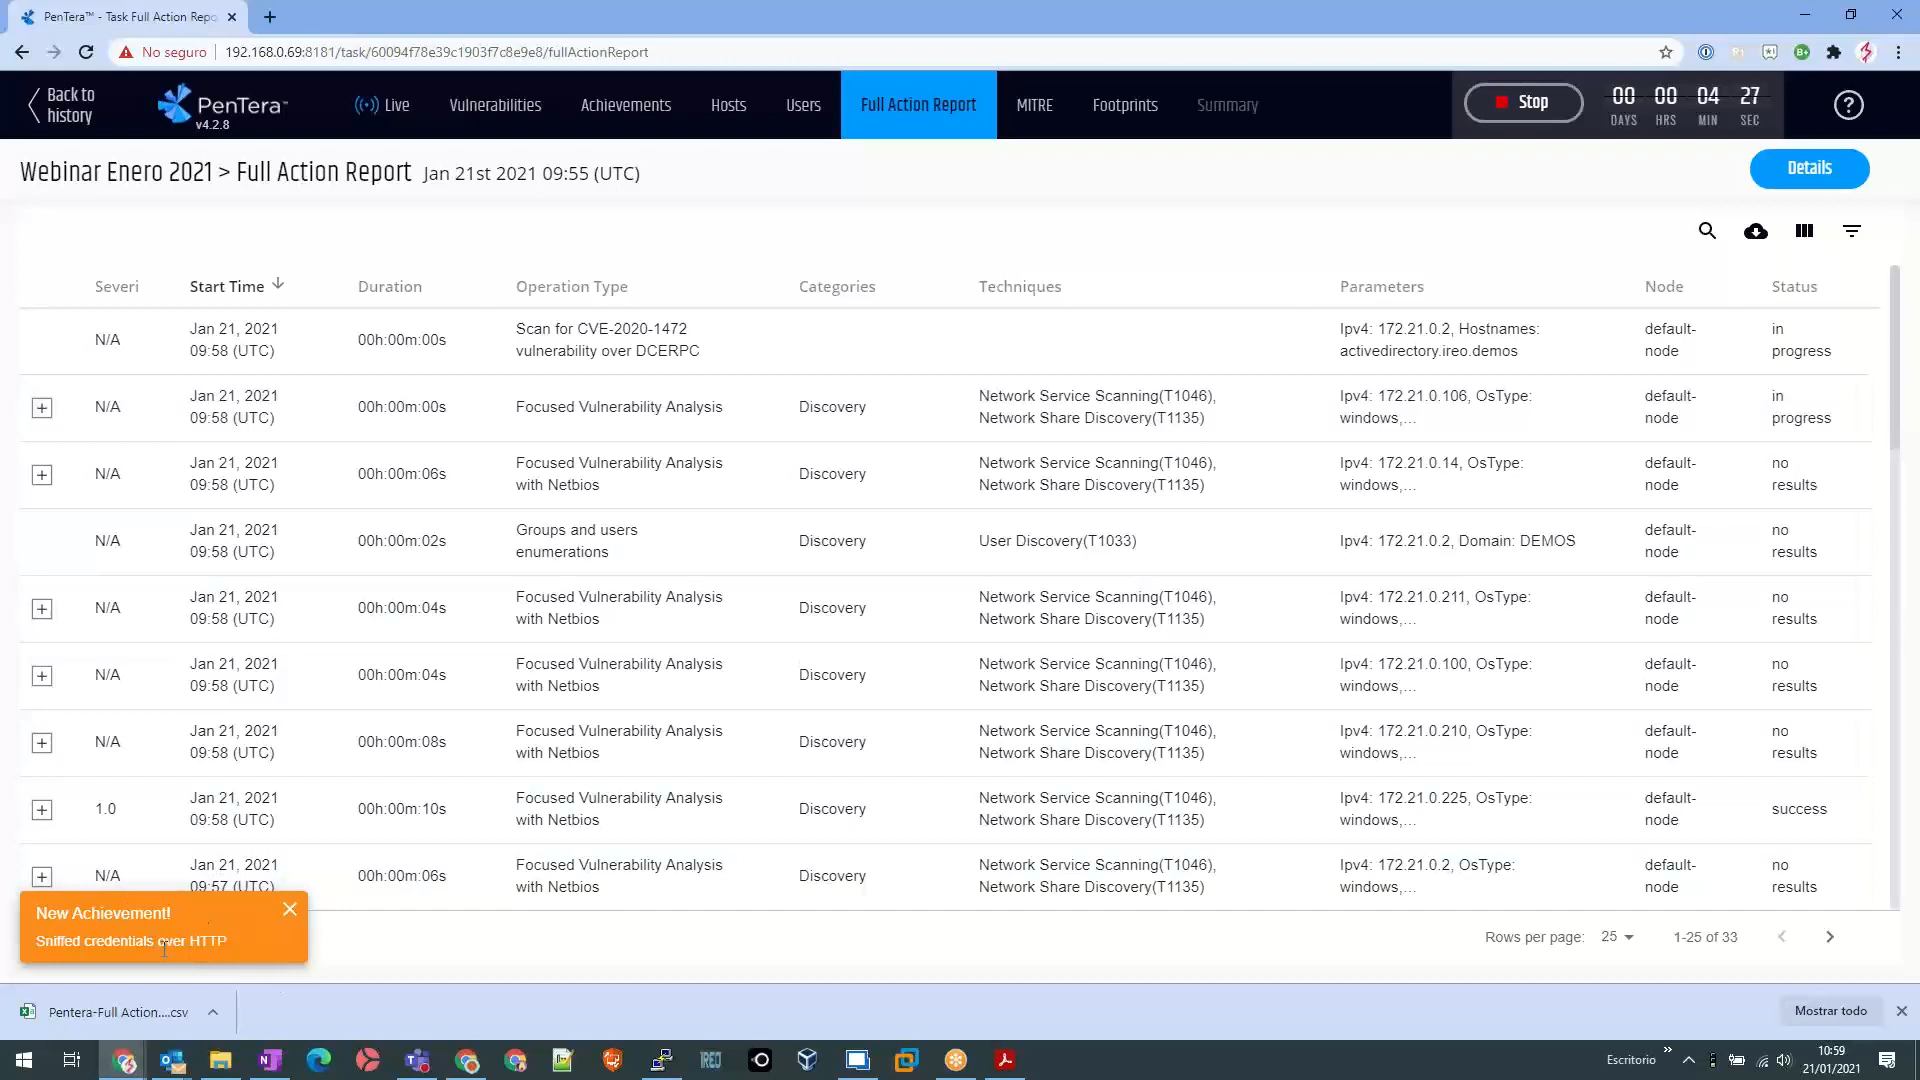 PenTera™ - Task Full Action Repo
No seguro
192.168.0.69:8181/task/60094f78e39c1903f7c8e9e8/fullActionReport
Back to
history
PenTera™
v4.2.8
Live
Vulnerabilities
Achievements
Hosts
Users
Full Action Report
MITRE
Footprints
Summary
Stop
00 00 04 27
DAYS HRS MIN SEC
Webinar Enero 2021 > Full Action Report Jan 21st 2021 09:55 (UTC)
Details
Severi Start Time Duration Operation Type Categories Techniques Parameters Node Status
Jan 21, 2021 Scan for CVE-2020-1472 Ipv4: 172.21.0.2, Hostnames: default- in
N/A 00h:00m:00s
09:58 (UTC) vulnerability over DCERPC activedirectory.ireo.demos node progress
Jan 21, 2021 Network Service Scanning(T1046), Ipv4: 172.21.0.106, OsType: default- in
N/A 00h:00m:00s Focused Vulnerability Analysis Discovery
09:58 (UTC) Network Share Discovery(T1135) windows,... node progress
Jan 21, 2021 Focused Vulnerability Analysis Network Service Scanning(T1046), Ipv4: 172.21.0.14, OsType: default- no
N/A 00h:00m:06s Discovery
09:58 (UTC) with Netbios Network Share Discovery(T1135) windows,... node results
Jan 21, 2021 Groups and users default- no
N/A 00h:00m:02s Discovery User Discovery(T1033) Ipv4: 172.21.0.2, Domain: DEMOS
09:58 (UTC) enumerations node results
Jan 21, 2021 Focused Vulnerability Analysis Network Service Scanning(T1046), Ipv4: 172.21.0.211, OsType: default- no
N/A 00h:00m:04s Discovery
09:58 (UTC) with Netbios Network Share Discovery(T1135) windows,... node results
Jan 21, 2021 Focused Vulnerability Analysis Network Service Scanning(T1046), Ipv4: 172.21.0.100, OsType: default- no
N/A 00h:00m:04s Discovery
09:58 (UTC) with Netbios Network Share Discovery(T1135) windows,... node results
Jan 21, 2021 Focused Vulnerability Analysis Network Service Scanning(T1046), Ipv4: 172.21.0.210, OsType: default- no
N/A 00h:00m:08s Discovery
09:58 (UTC) with Netbios Network Share Discovery(T1135) windows,... node results
Jan 21, 2021 Focused Vulnerability Analysis Network Service Scanning(T1046), Ipv4: 172.21.0.225, OsType: default-
1.0 00h:00m:10s Discovery success
09:58 (UTC) with Netbios Network Share Discovery(T1135) windows,... node
Jan 21, 2021 Focused Vulnerability Analysis Network Service Scanning(T1046), Ipv4: 172.21.0.2, OsType: default- no
N/A 00h:00m:06s Discovery
09:57 (UTC) with Netbios Network Share Discovery(T1135) windows,... node results
New Achievement!
Sniffed credentials over HTTP
Rows per page: 25 1-25 of 33
Pentera-Full Action....csv
Mostrar todo
IREO
Escritorio
10:59
21/01/2021